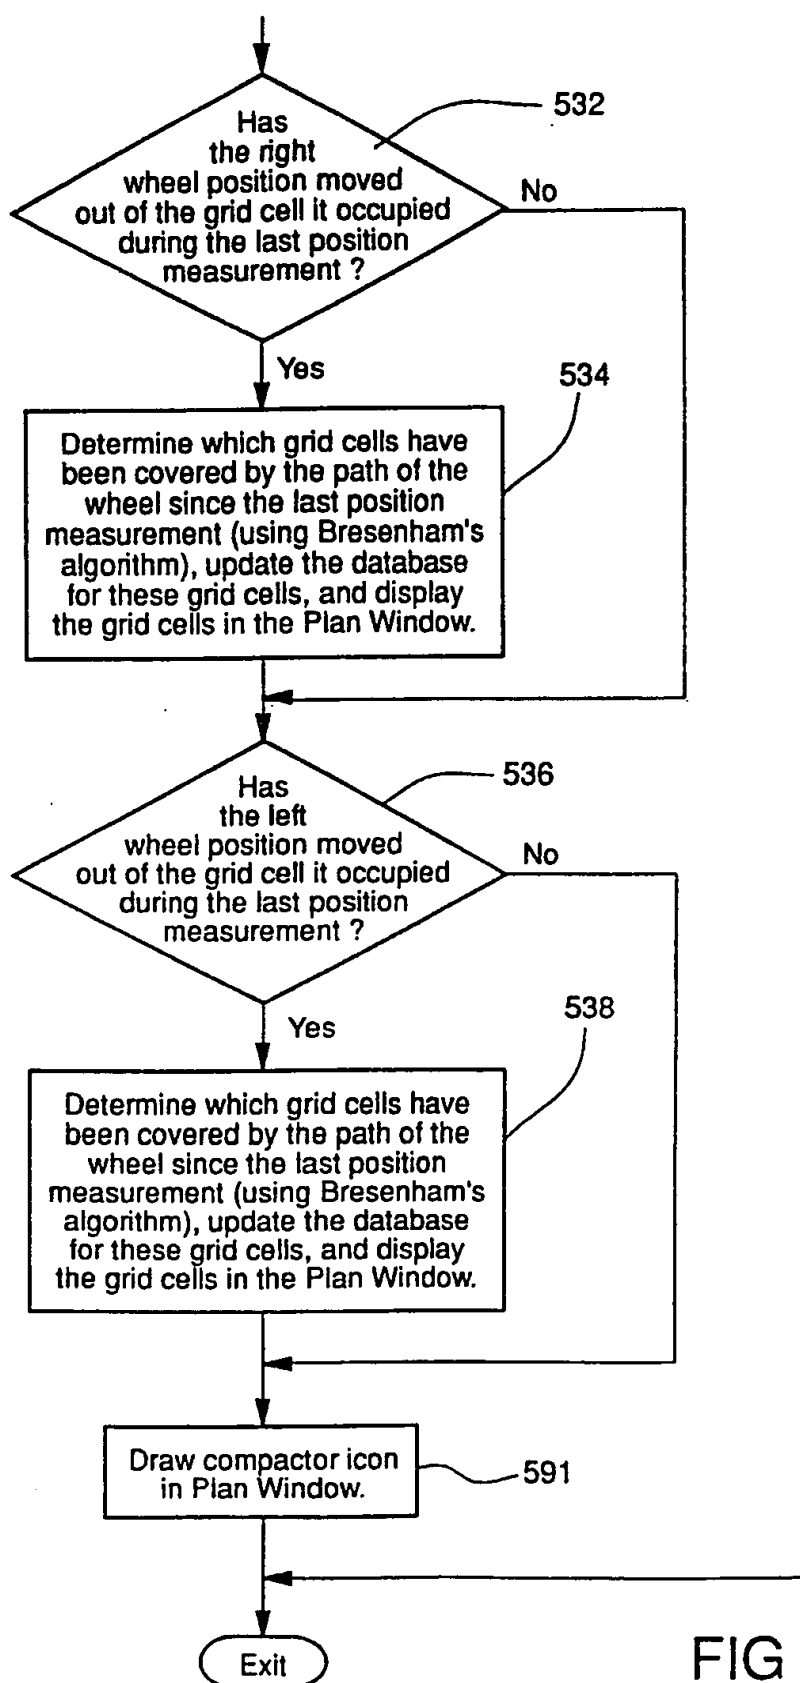 532
Has
the right
wheel position moved
out of the grid cell it occupied
during the last position
measurement ?
No
Yes
534
Determine which grid cells have
been covered by the path of the
wheel since the last position
measurement (using Bresenham's
algorithm), update the database
for these grid cells, and display
the grid cells in the Plan Window.
536
Has
the left
wheel position moved
out of the grid cell it occupied
during the last position
measurement ?
No
Yes
538
Determine which grid cells have
been covered by the path of the
wheel since the last position
measurement (using Bresenham's
algorithm), update the database
for these grid cells, and display
the grid cells in the Plan Window.
Draw compactor icon
in Plan Window.
591
Exit
FIG